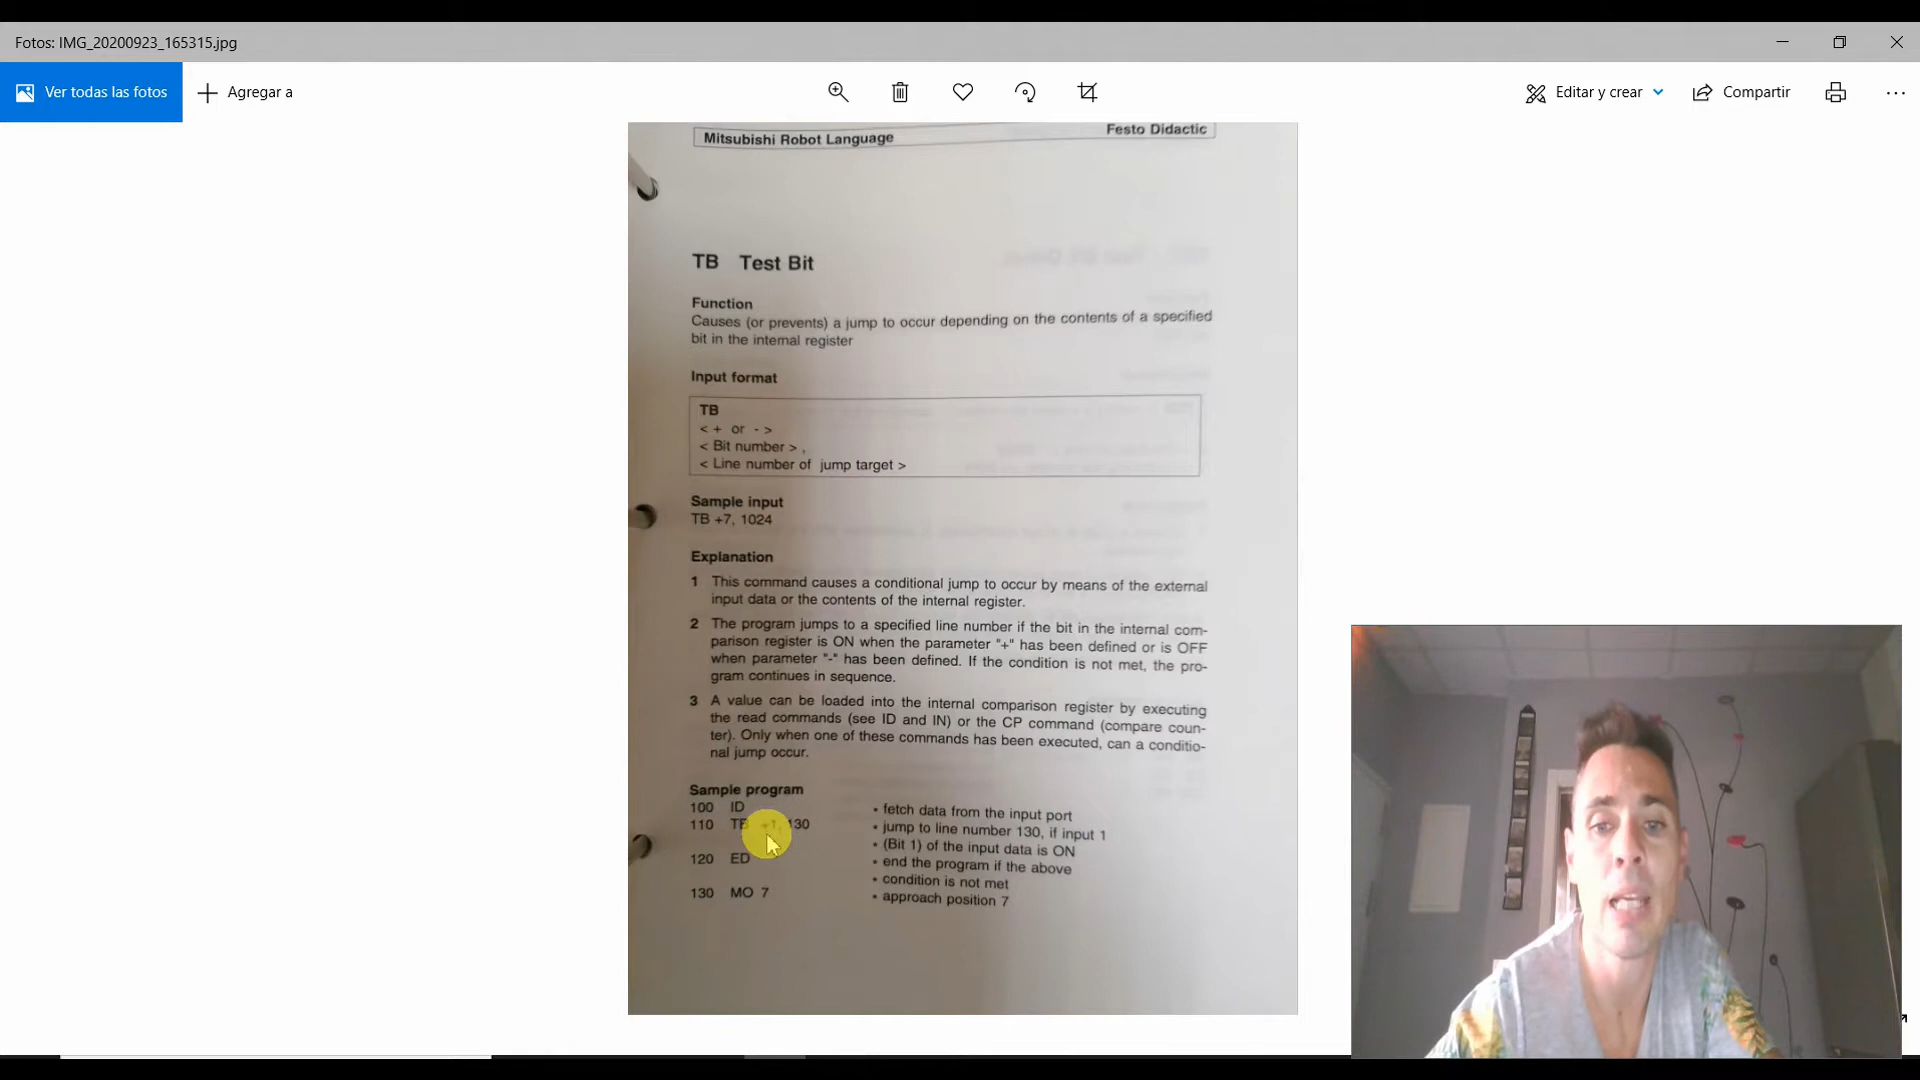 Fotos: IMG_20200923_165315.jpg
Ver todas las fotos
Agregar a
Editar y crear
Compartir
Mitsubishi Robot Language
Festo Didactic
TB Test Bit
Function
Causes (or prevents) a jump to occur depending on the contents of a specified
bit in the internal register
Input format
TB
< + or - >
< Bit number > ,
< Line number of jump target >
Sample input
TB +7, 1024
Explanation
1 This command causes a conditional jump to occur by means of the external
input data or the contents of the internal register.
2 The program jumps to a specified line number if the bit in the internal com-
parison register is ON when the parameter "+" has been defined or is OFF
when parameter "-" has been defined. If the condition is not met, the pro-
gram continues in sequence.
3 A value can be loaded into the internal comparison register by executing
the read commands (see ID and IN) or the CP command (compare coun-
ter). Only when one of these commands has been executed, can a conditio-
nal jump occur.
Sample program
100 ID • fetch data from the input port
110 TB +1, 130 • jump to line number 130, if input 1
• (Bit 1) of the input data is ON
120 ED • end the program if the above
• condition is not met
130 MO 7 • approach position 7